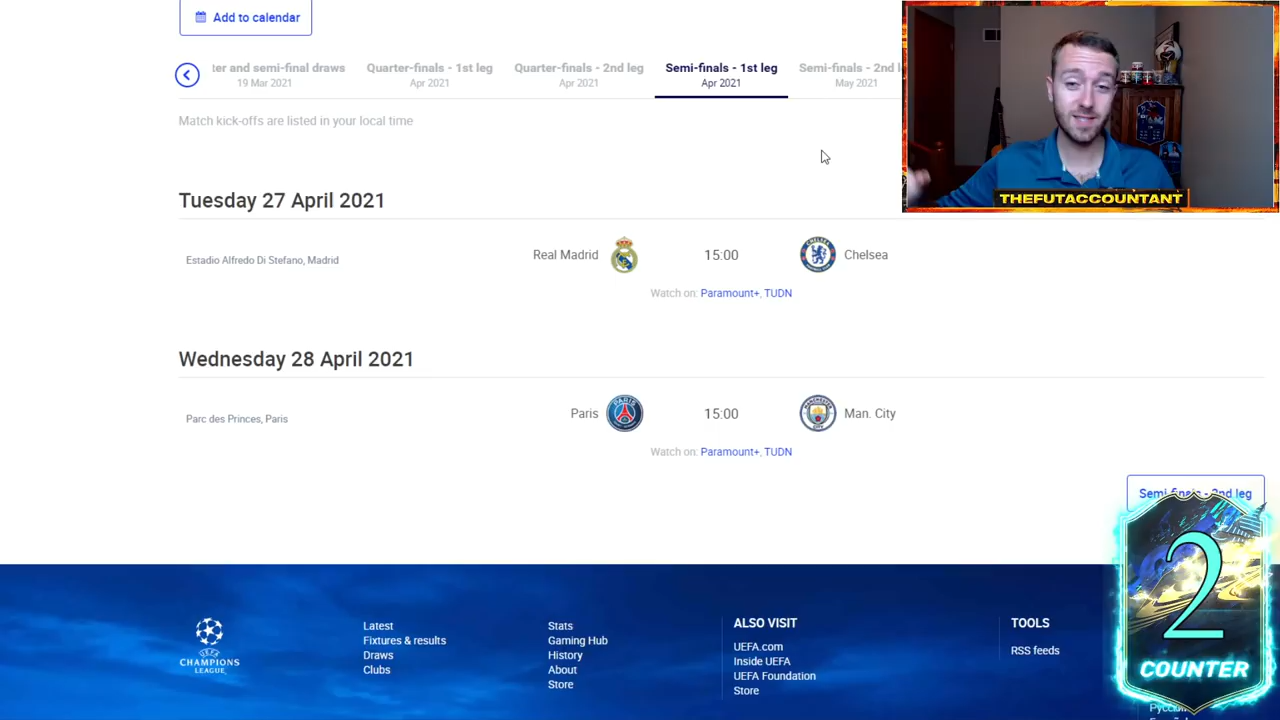 Add to calendar
ter and semi-final draws
19 Mar 2021
Quarter-finals - 1st leg
Apr 2021
Quarter-finals - 2nd leg
Apr 2021
Semi-finals - 1st leg
Apr 2021
Semi-finals - 2nd l
May 2021
Match kick-offs are listed in your local time
THEFUTACCOUNTANT
Tuesday 27 April 2021
Estadio Alfredo Di Stefano, Madrid
Real Madrid
15:00
Chelsea
Watch on: Paramount+, TUDN
Wednesday 28 April 2021
Parc des Princes, Paris
Paris
15:00
Man. City
Watch on: Paramount+, TUDN
Semi-finals - 2nd leg
2
COUNTER
UEFA
CHAMPIONS
LEAGUE
Latest
Fixtures & results
Draws
Clubs
Stats
Gaming Hub
History
About
Store
ALSO VISIT
UEFA.com
Inside UEFA
UEFA Foundation
Store
TOOLS
RSS feeds